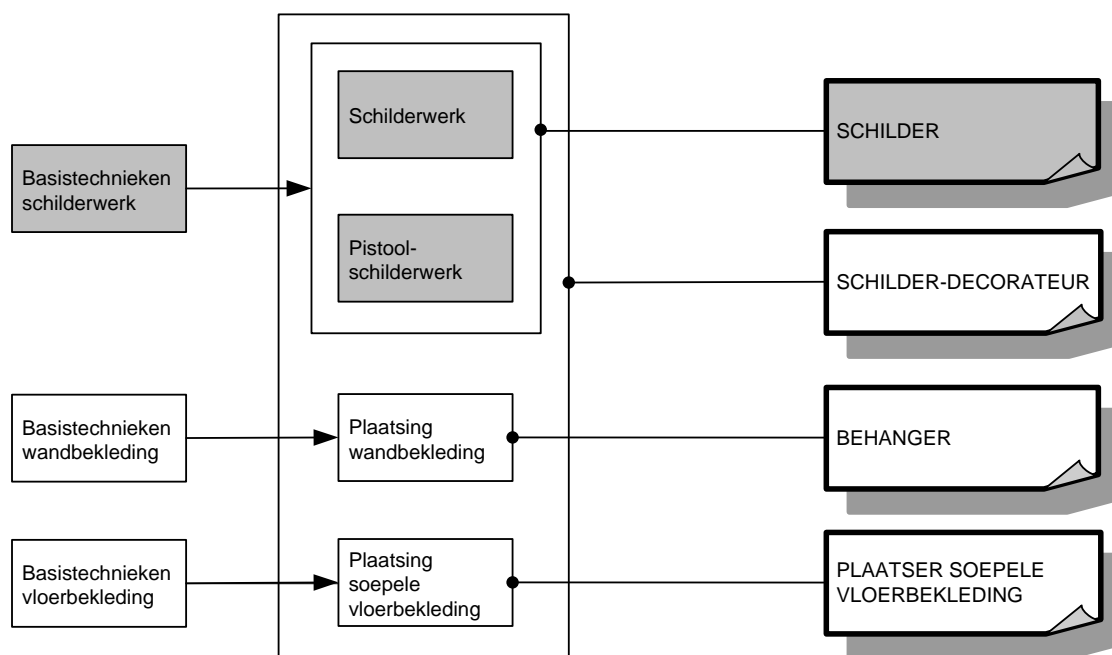 Schilderwerk
SCHILDER
Basistechnieken
schilderwerk
Pistool-
schilderwerk
SCHILDER-DECORATEUR
Basistechnieken
wandbekleding
Plaatsing
wandbekleding
BEHANGER
Basistechnieken
vloerbekleding
Plaatsing
soepele
vloerbekleding
PLAATSER SOEPELE
VLOERBEKLEDING